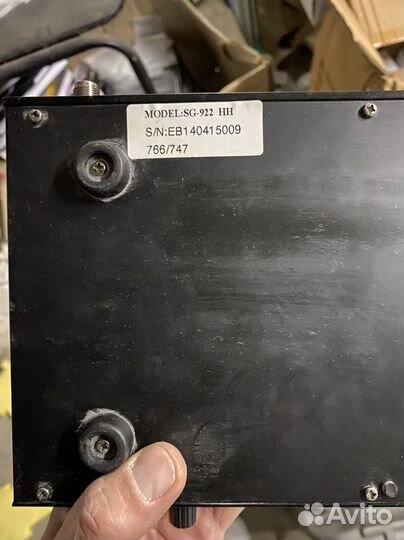 MODEL:SG-922 HH
S/N:EB140415009
766/747
Avito